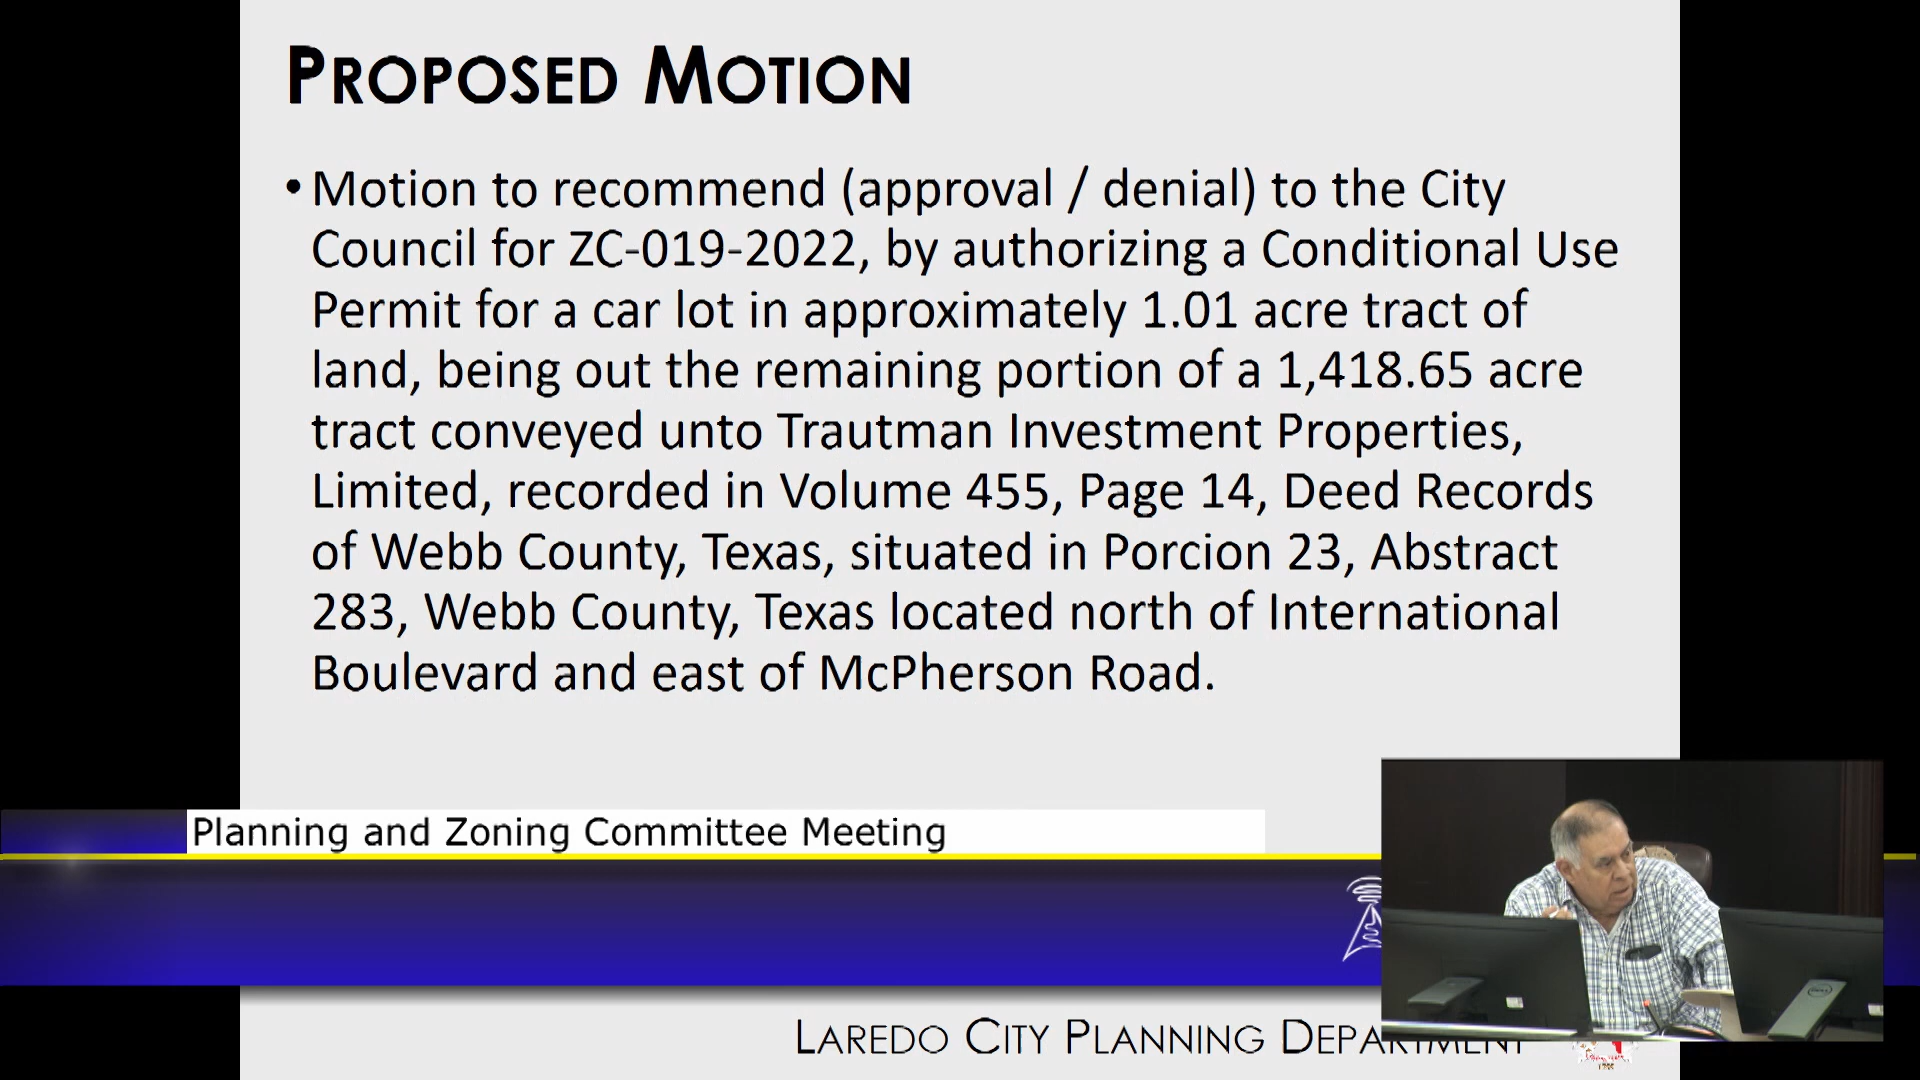 PROPOSED MOTION
• Motion to recommend (approval / denial) to the City
Council for ZC-019-2022, by authorizing a Conditional Use
Permit for a car lot in approximately 1.01 acre tract of
land, being out the remaining portion of a 1,418.65 acre
tract conveyed unto Trautman Investment Properties,
Limited, recorded in Volume 455, Page 14, Deed Records
of Webb County, Texas, situated in Porcion 23, Abstract
283, Webb County, Texas located north of International
Boulevard and east of McPherson Road.
Planning and Zoning Committee Meeting
LAREDO CITY PLANNING DEPARTMENT